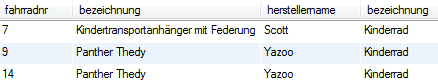 fahrradnr bezeichnung herstellername bezeichnung
7 Kindertransportanhänger mit Federung Scott Kinderrad
9 Panther Thedy Yazoo Kinderrad
14 Panther Thedy Yazoo Kinderrad